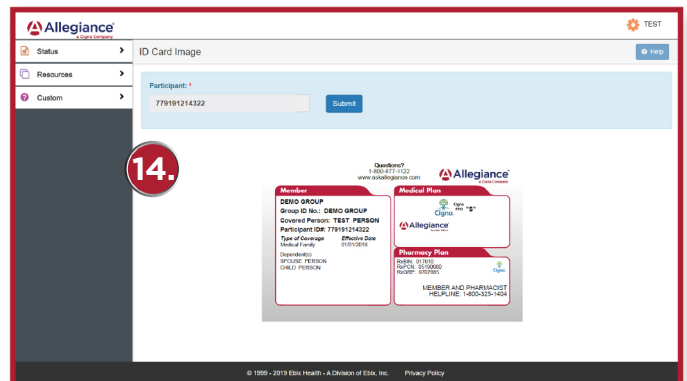 Allegiance
a Cigna Company
TEST
Status
Resources
Custom
ID Card Image
Help
Participant: *
779191214322
Submit
14.
Questions?
1-800-877-1122
www.askallegiance.com
Allegiance
a Cigna Company
Member
DEMO GROUP
Group ID No.: DEMO GROUP
Covered Person: TEST PERSON
Participant ID#: 779191214322
Type of Coverage Effective Date
Medical Family 01/01/2018
Dependent(s)
SPOUSE PERSON
CHILD PERSON
Medical Plan
Cigna
Cigna
PPO
Allegiance
Pharmacy Plan
RxBIN: 017010
RxPCN: 05190000
RxGRP: 0707985
Cigna
MEMBER AND PHARMACIST
HELPLINE: 1-800-325-1404
© 1999 - 2019 Ebix Health - A Division of Ebix, Inc. Privacy Policy